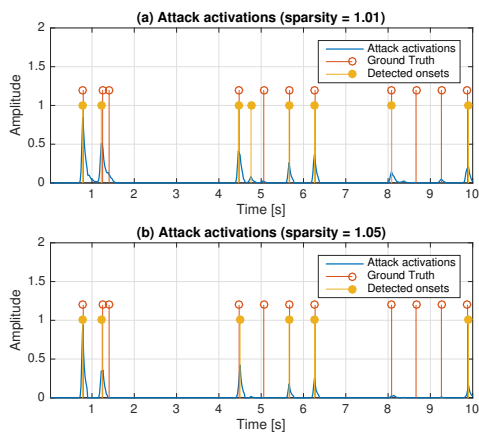 (a) Attack activations (sparsity = 1.01)
2
1.5
1
0.5
0
Amplitude
Attack activations
Ground Truth
Detected onsets
1 2 3 4 5 6 7 8 9 10
Time [s]
(b) Attack activations (sparsity = 1.05)
2
1.5
1
0.5
0
Amplitude
Attack activations
Ground Truth
Detected onsets
1 2 3 4 5 6 7 8 9 10
Time [s]